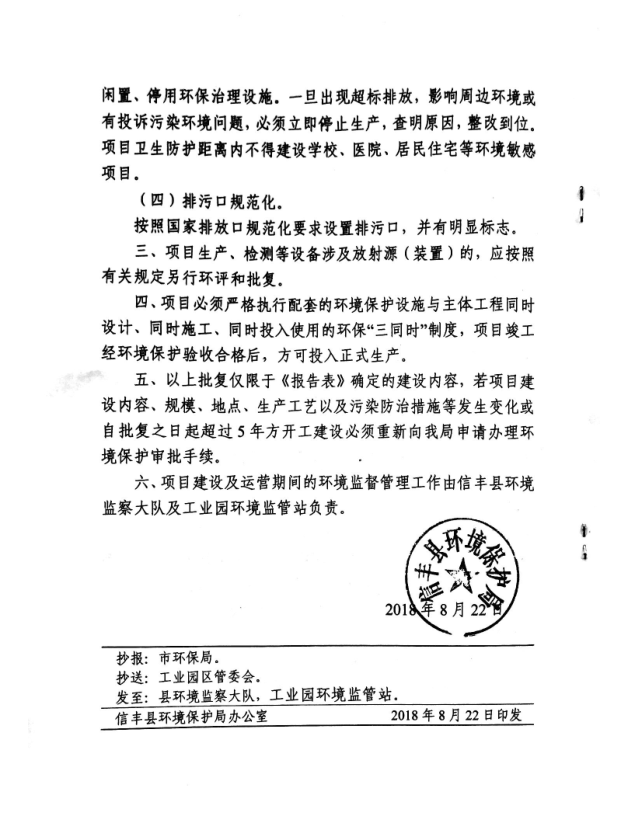 闲置、停用环保治理设施。一旦出现超标排放，影响周边环境或
有投诉污染环境问题，必须立即停止生产，查明原因，整改到位。
项目卫生防护距离内不得建设学校、医院、居民住宅等环境敏感
项目。
（四）排污口规范化。
按照国家排放口规范化要求设置排污口，并有明显标志。
三、项目生产、检测等设备涉及放射源（装置）的，应按照
有关规定另行环评和批复。
四、项目必须严格执行配套的环境保护设施与主体工程同时
设计、同时施工、同时投入使用的环保“三同时”制度，项目竣工
经环境保护验收合格后，方可投入正式生产。
五、以上批复仅限于《报告表》确定的建设内容，若项目建
设内容、规模、地点、生产工艺以及污染防治措施等发生变化或
自批复之日起超过 5 年方开工建设必须重新向我局申请办理环
境保护审批手续。
六、项目建设及运营期间的环境监督管理工作由信丰县环境
监察大队及工业园环境监管站负责。
信丰县环境保护局
2018 年 8 月 22 日
抄报：市环保局。
抄送：工业园区管委会。
发至：县环境监察大队，工业园环境监管站。
信丰县环境保护局办公室 2018 年 8 月 22 日印发